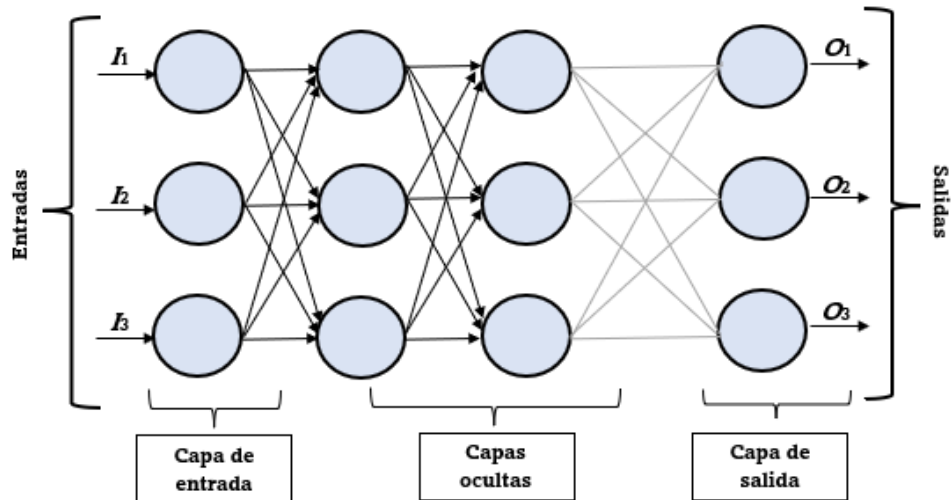 Entradas
I1
I2
I3
O1
O2
O3
Salidas
Capa de
entrada
Capas
ocultas
Capa de
salida